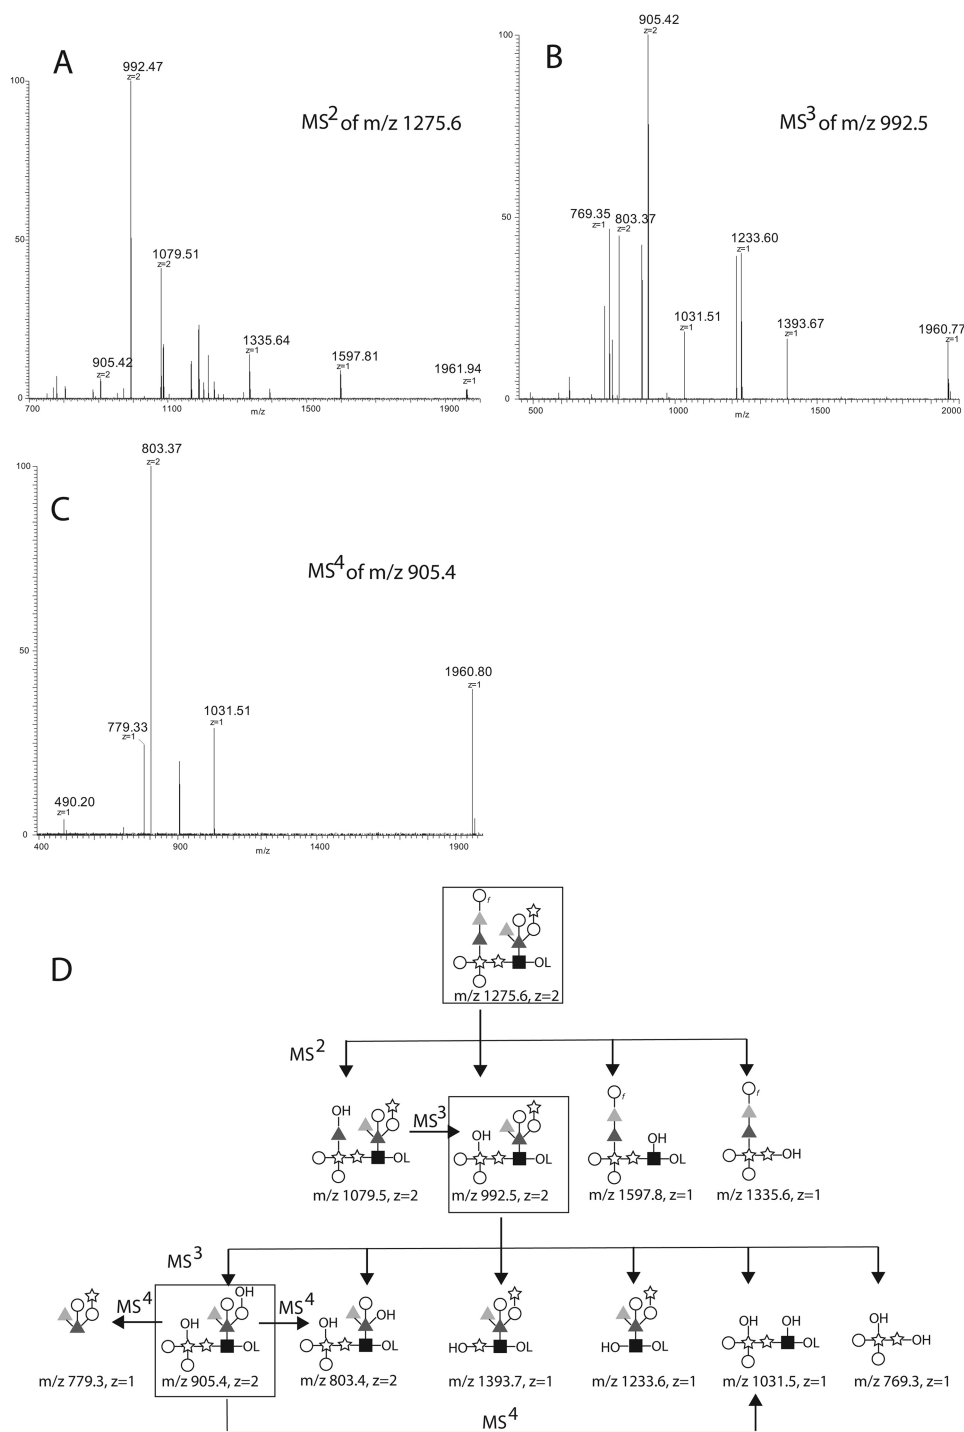 A
992.47
z=2
MS2 of m/z 1275.6
1079.51
z=2
905.42
z=2
1335.64
z=1
1597.81
z=1
1961.94
z=1
100
50
0
700
1100
1500
1900
m/z
B
905.42
z=2
MS3 of m/z 992.5
769.35
z=1
803.37
z=2
1233.60
z=1
1031.51
z=1
1393.67
z=1
1960.77
z=1
100
50
0
500
1000
1500
2000
m/z
C
803.37
z=2
MS4 of m/z 905.4
1960.80
z=1
779.33
z=1
1031.51
z=1
490.20
z=1
100
50
0
400
900
1400
1900
m/z
D
f
OL
m/z 1275.6, z=2
MS2
OH
OL
m/z 1079.5, z=2
MS3
OH
OL
m/z 992.5, z=2
f
OH
OL
m/z 1597.8, z=1
f
OH
m/z 1335.6, z=1
MS3
m/z 779.3, z=1
MS4
OH
OH
OL
m/z 905.4, z=2
MS4
OH
OH
OL
m/z 803.4, z=2
HO
OL
m/z 1393.7, z=1
HO
OL
m/z 1233.6, z=1
OH
OH
OL
m/z 1031.5, z=1
OH
OH
m/z 769.3, z=1
MS4